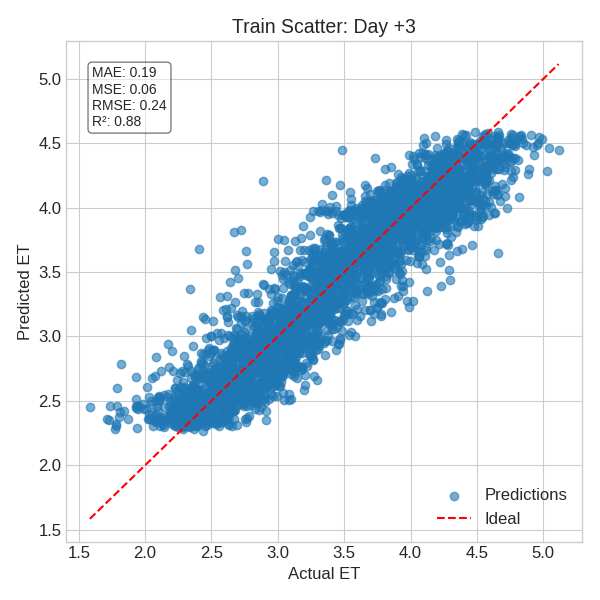 Train Scatter: Day +3
MAE: 0.19
MSE: 0.06
RMSE: 0.24
R²: 0.88
5.0
4.5
4.0
3.5
3.0
2.5
2.0
1.5
Predicted ET
Predictions
Ideal
1.5 2.0 2.5 3.0 3.5 4.0 4.5 5.0
Actual ET